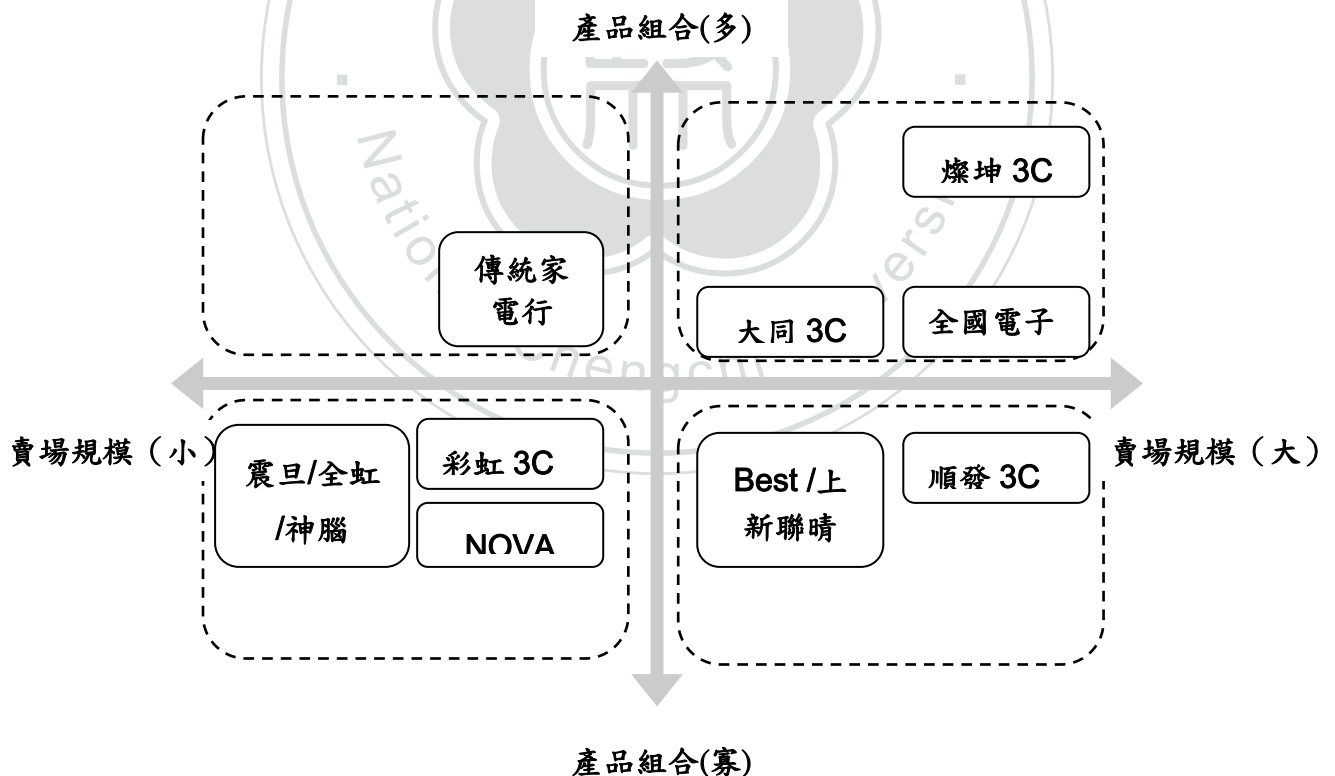 產品組合(多)
燦坤 3C
傳統家
電行
大同 3C
全國電子
賣場規模（小）
震旦/全虹
/神腦
彩虹 3C
NOVA
Best /上
新聯晴
順發 3C
賣場規模（大）
產品組合(寡)